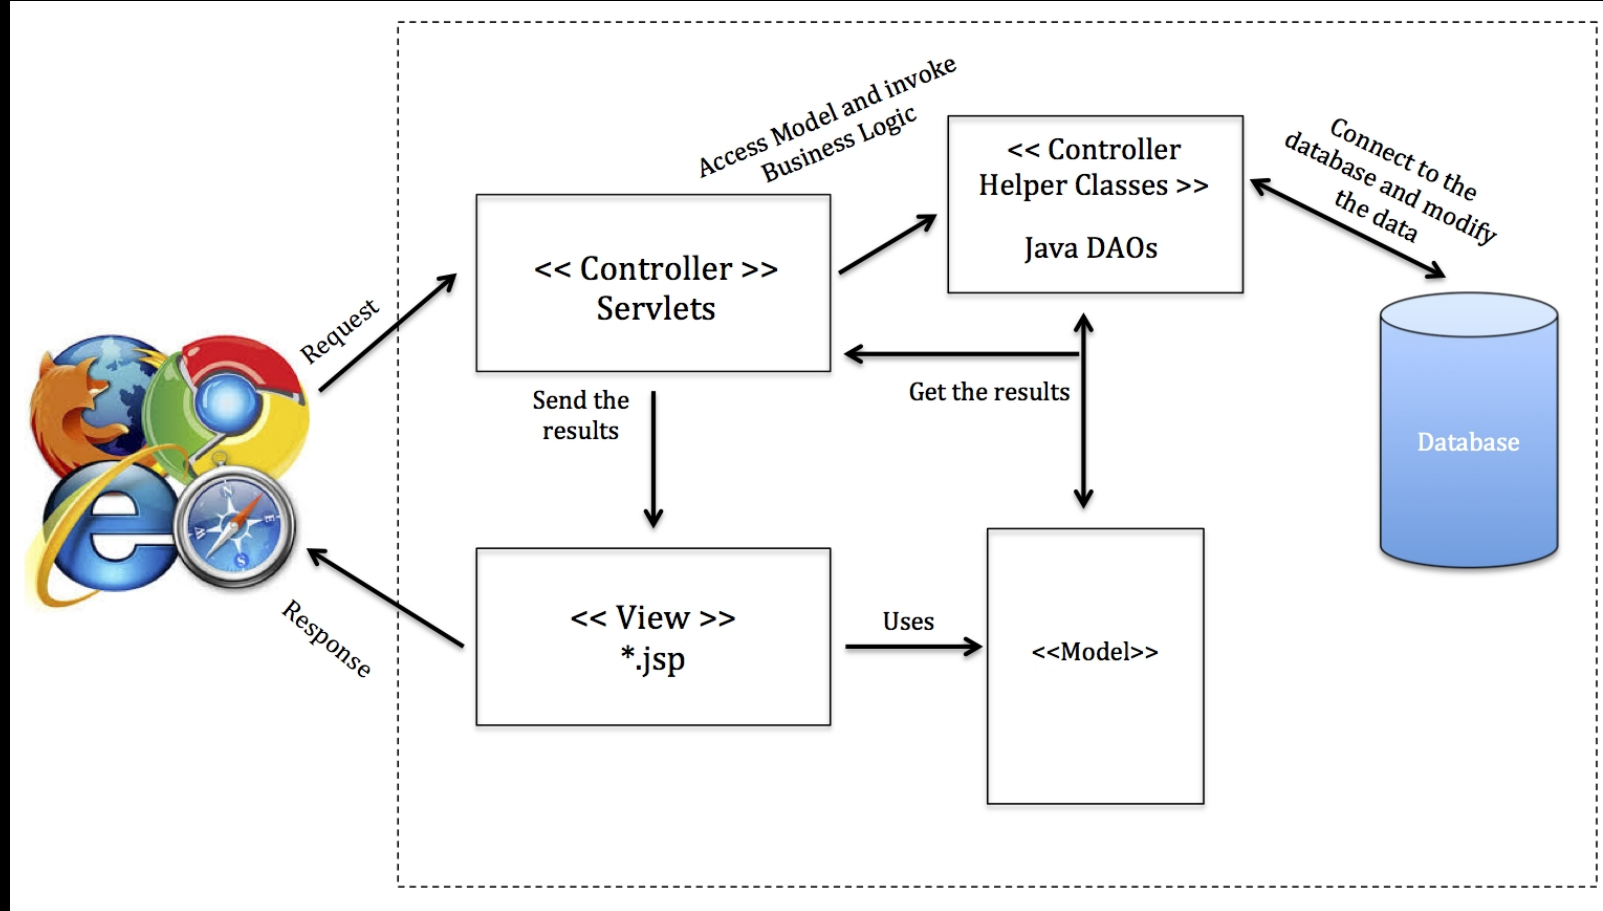 Access Model and invoke
Business Logic
<< Controller
Helper Classes >>
Java DAOs
Connect to the
database and modify
the data
<< Controller >>
Servlets
Request
Send the
results
Get the results
Database
<< View >>
*.jsp
Uses
<<Model>>
Response
N
E
S
W